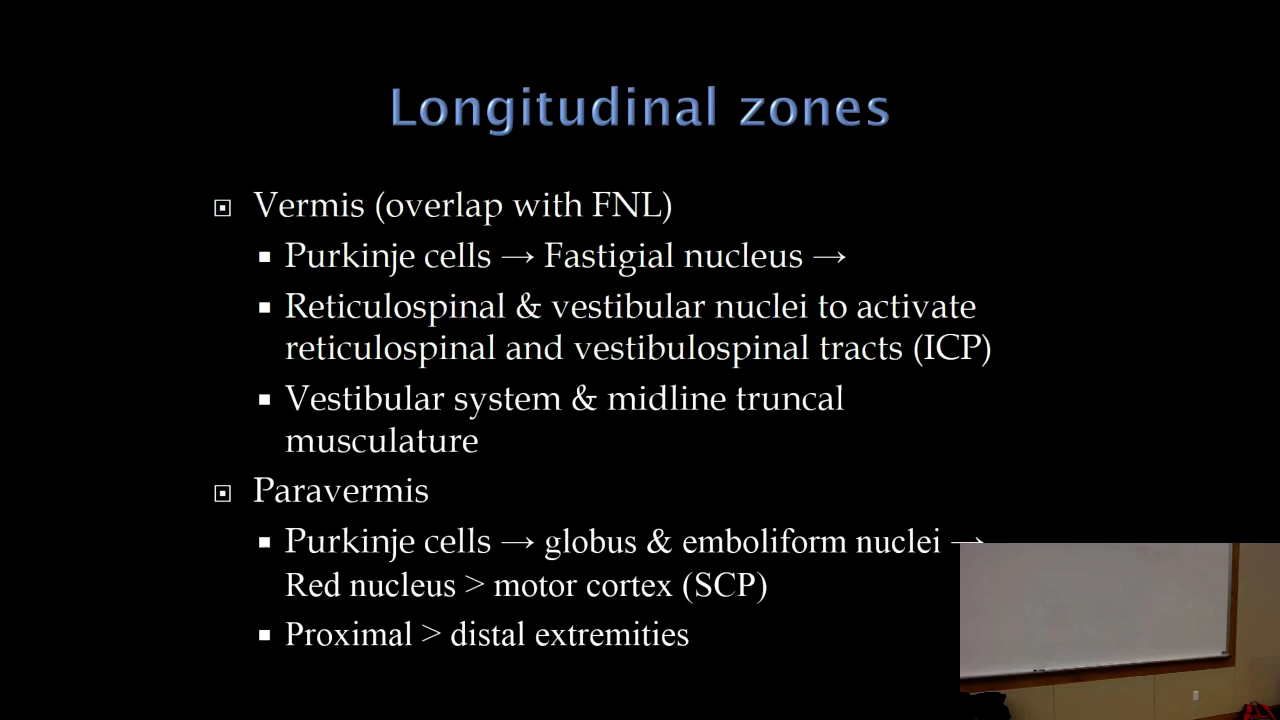 Longitudinal zones
Vermis (overlap with FNL)
Purkinje cells → Fastigial nucleus →
Reticulospinal & vestibular nuclei to activate
reticulospinal and vestibulospinal tracts (ICP)
Vestibular system & midline truncal
musculature
Paravermis
Purkinje cells → globus & emboliform nuclei →
Red nucleus > motor cortex (SCP)
Proximal > distal extremities